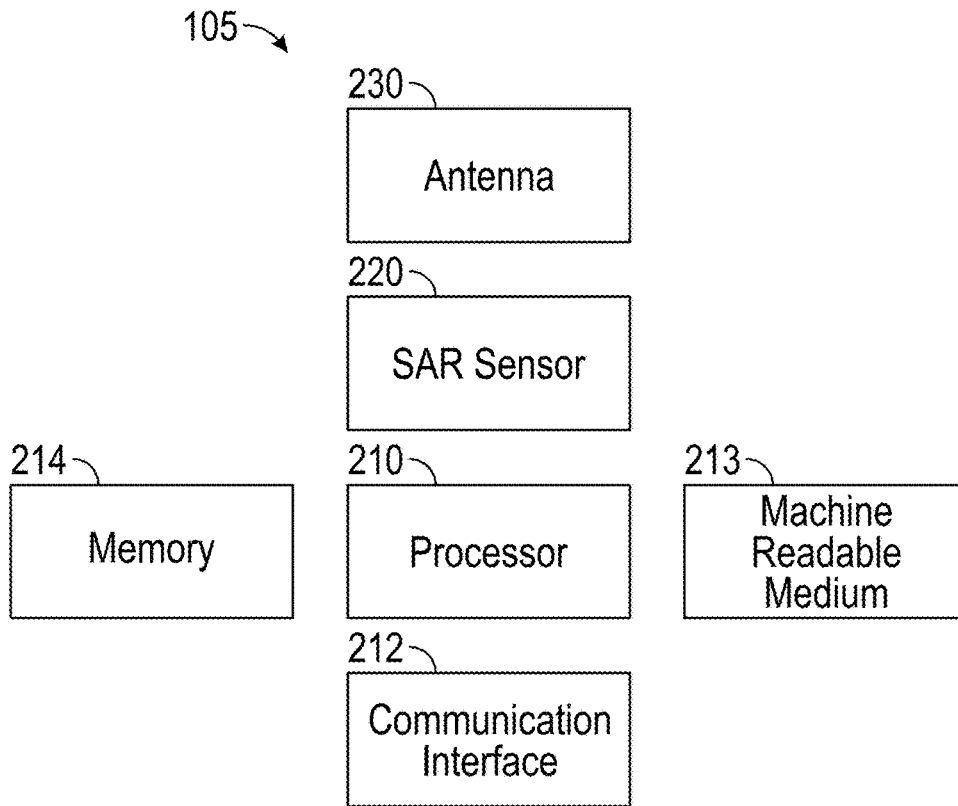 105
230
Antenna
220
SAR Sensor
214
210
213
Memory
Processor
Machine
Readable
Medium
212
Communication
Interface